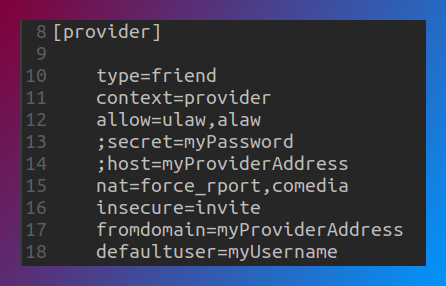 8 [provider]
9
10 type=friend
11 context=provider
12 allow=ulaw,alaw
13 ;secret=myPassword
14 ;host=myProviderAddress
15 nat=force_rport,comedia
16 insecure=invite
17 fromdomain=myProviderAddress
18 defaultuser=myUsername